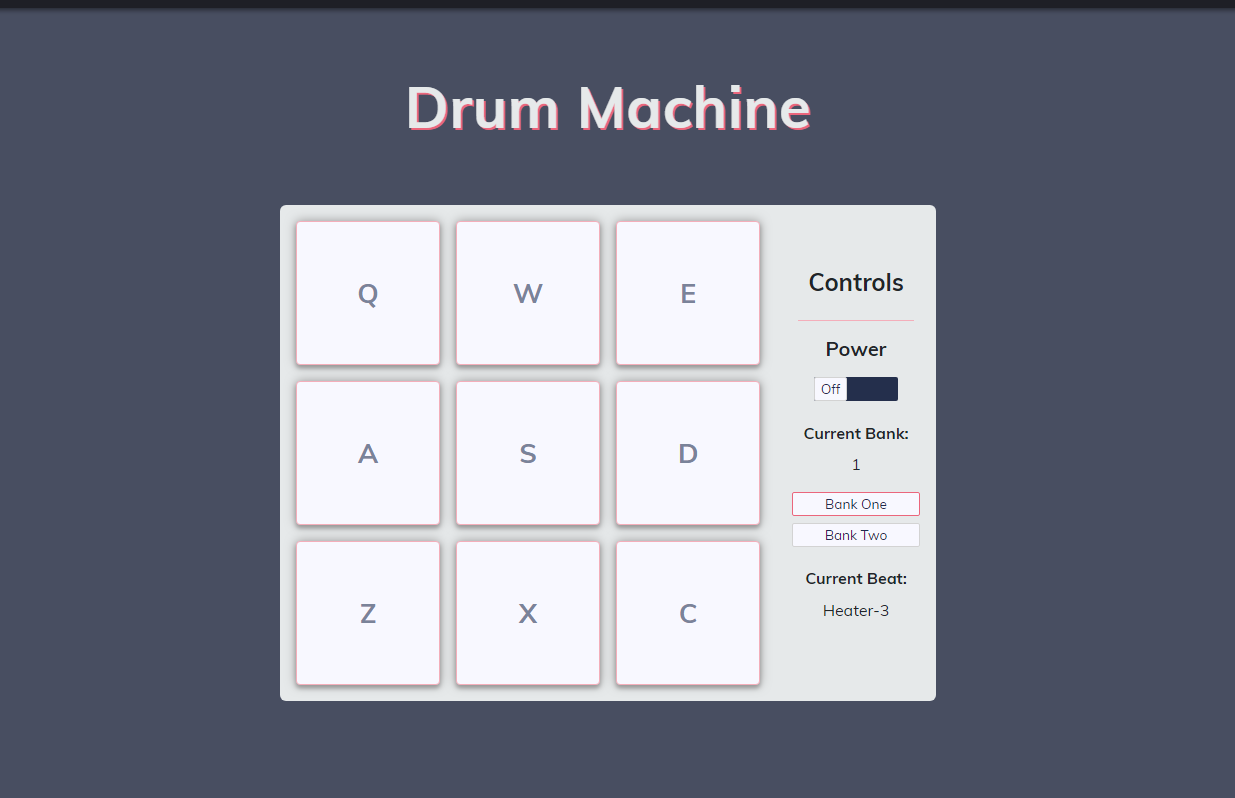 Drum Machine
Q W E
A S D
Z X C
Controls
Power
Off
Current Bank:
1
Bank One
Bank Two
Current Beat:
Heater-3